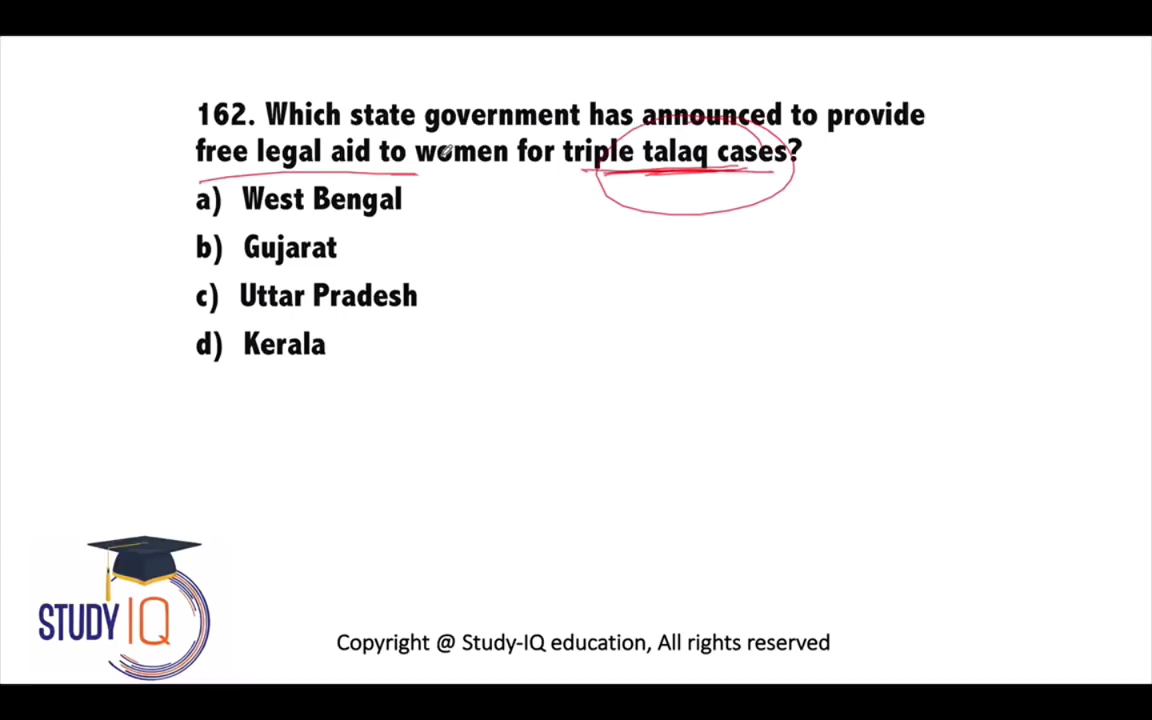 162. Which state government has announced to provide
free legal aid to women for triple talaq cases?
a) West Bengal
b) Gujarat
c) Uttar Pradesh
d) Kerala
STUDY IQ
Copyright @ Study-IQ education, All rights reserved